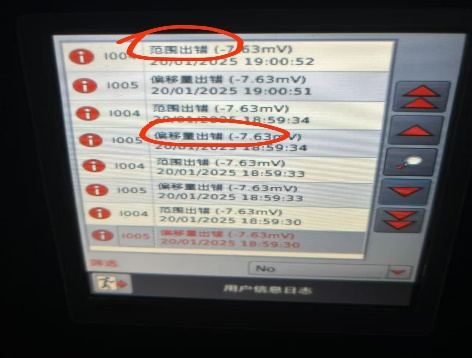 I004 范围出错 (-7.63mV)
20/01/2025 19:00:52
I005 偏移量出错 (-7.63mV)
20/01/2025 19:00:51
I004 范围出错 (-7.63mV)
20/01/2025 18:59:34
I005 偏移量出错 (-7.63mV)
20/01/2025 18:59:34
I004 范围出错 (-7.63mV)
20/01/2025 18:59:33
I005 偏移量出错 (-7.63mV)
20/01/2025 18:59:33
I004 范围出错 (-7.63mV)
20/01/2025 18:59:30
I005 偏移量出错 (-7.63mV)
20/01/2025 18:59:30
筛选 No
用户信息日志